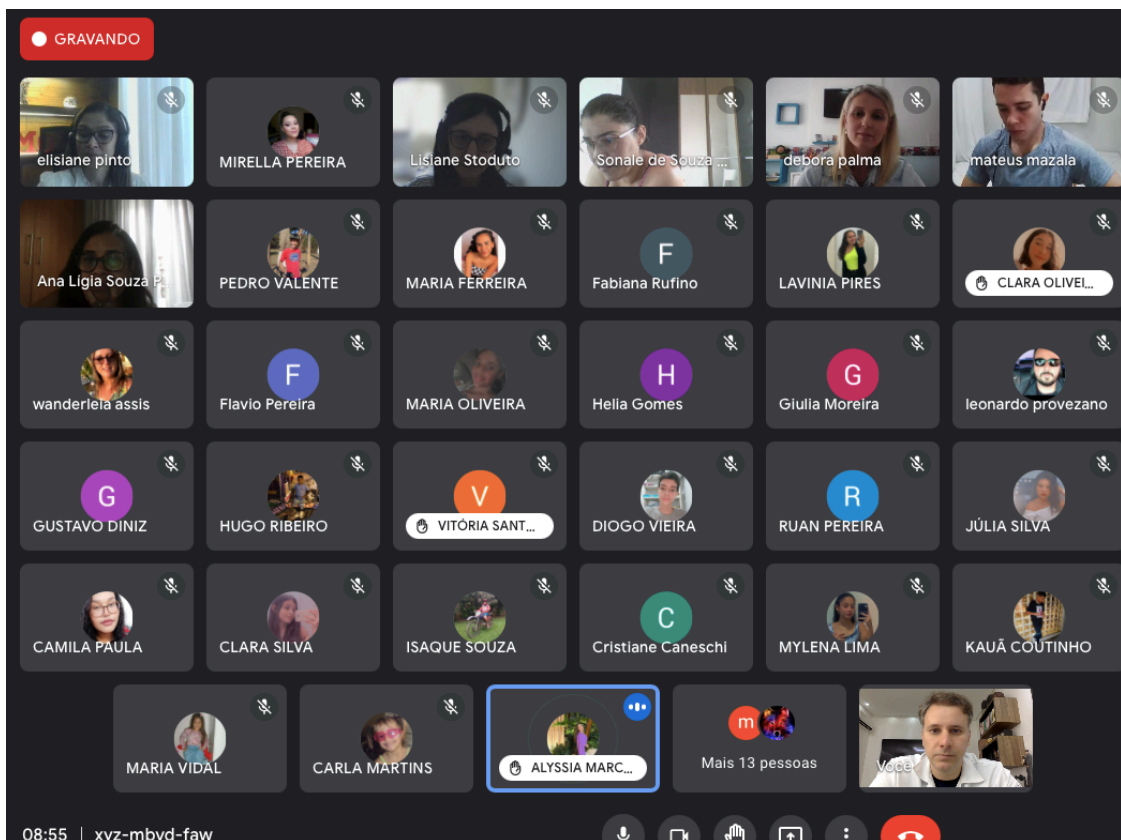 GRAVANDO
elisiane pinto
MIRELLA PEREIRA
Lisiane Stoduto
Sonale de Souza ...
debora palma
mateus mazala
Ana Lígia Souza P...
PEDRO VALENTE
MARIA FERREIRA
F
Fabiana Rufino
LAVINIA PIRES
CLARA OLIVEI...
wanderleia assis
F
Flavio Pereira
MARIA OLIVEIRA
H
Helia Gomes
G
Giulia Moreira
leonardo provezano
G
GUSTAVO DINIZ
HUGO RIBEIRO
V
VITÓRIA SANT...
DIOGO VIEIRA
R
RUAN PEREIRA
JÚLIA SILVA
CAMILA PAULA
CLARA SILVA
ISAQUE SOUZA
C
Cristiane Caneschi
MYLENA LIMA
KAUÃ COUTINHO
MARIA VIDAL
CARLA MARTINS
ALYSSIA MARC...
m
Mais 13 pessoas
Você
08:55 | xyz-mbyd-faw